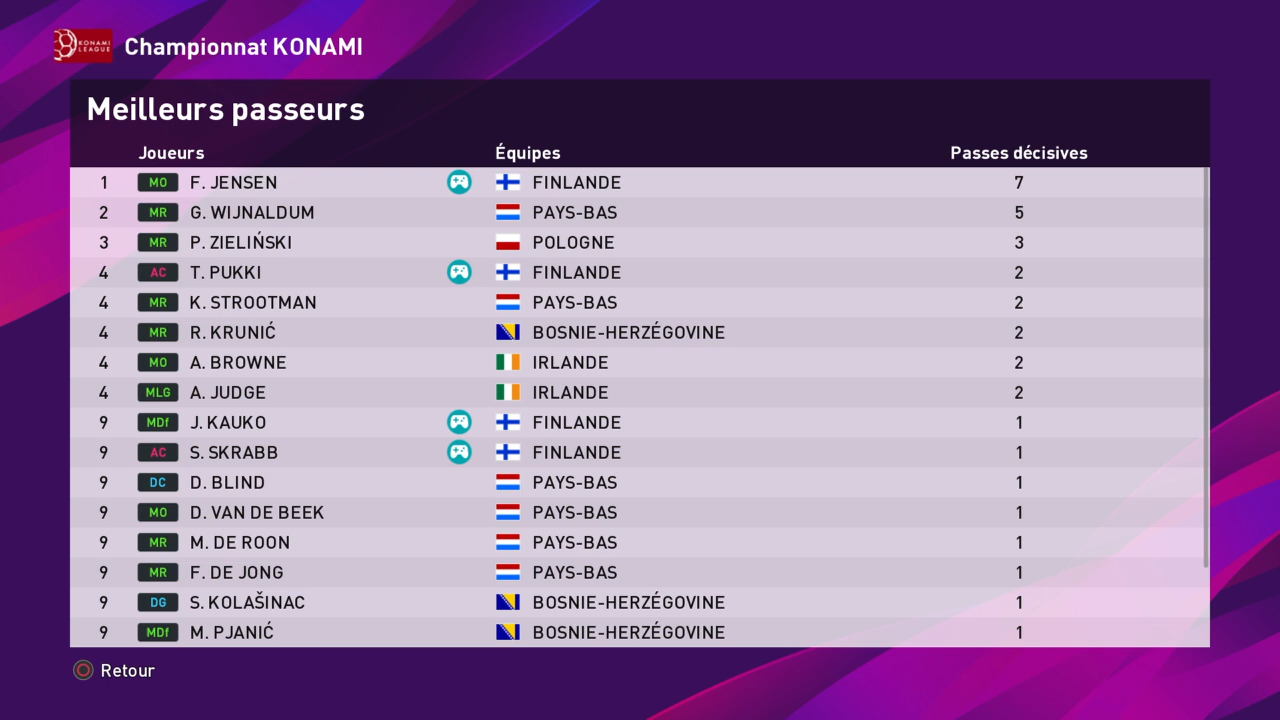 KONAMI LEAGUE Championnat KONAMI
Meilleurs passeurs
Joueurs Équipes Passes décisives
1 MO F. JENSEN FINLANDE 7
2 MR G. WIJNALDUM PAYS-BAS 5
3 MR P. ZIELIŃSKI POLOGNE 3
4 AC T. PUKKI FINLANDE 2
4 MR K. STROOTMAN PAYS-BAS 2
4 MR R. KRUNIĆ BOSNIE-HERZÉGOVINE 2
4 MO A. BROWNE IRLANDE 2
4 MLG A. JUDGE IRLANDE 2
9 MDf J. KAUKO FINLANDE 1
9 AC S. SKRABB FINLANDE 1
9 DC D. BLIND PAYS-BAS 1
9 MO D. VAN DE BEEK PAYS-BAS 1
9 MR M. DE ROON PAYS-BAS 1
9 MR F. DE JONG PAYS-BAS 1
9 DG S. KOLAŠINAC BOSNIE-HERZÉGOVINE 1
9 MDf M. PJANIĆ BOSNIE-HERZÉGOVINE 1
Retour